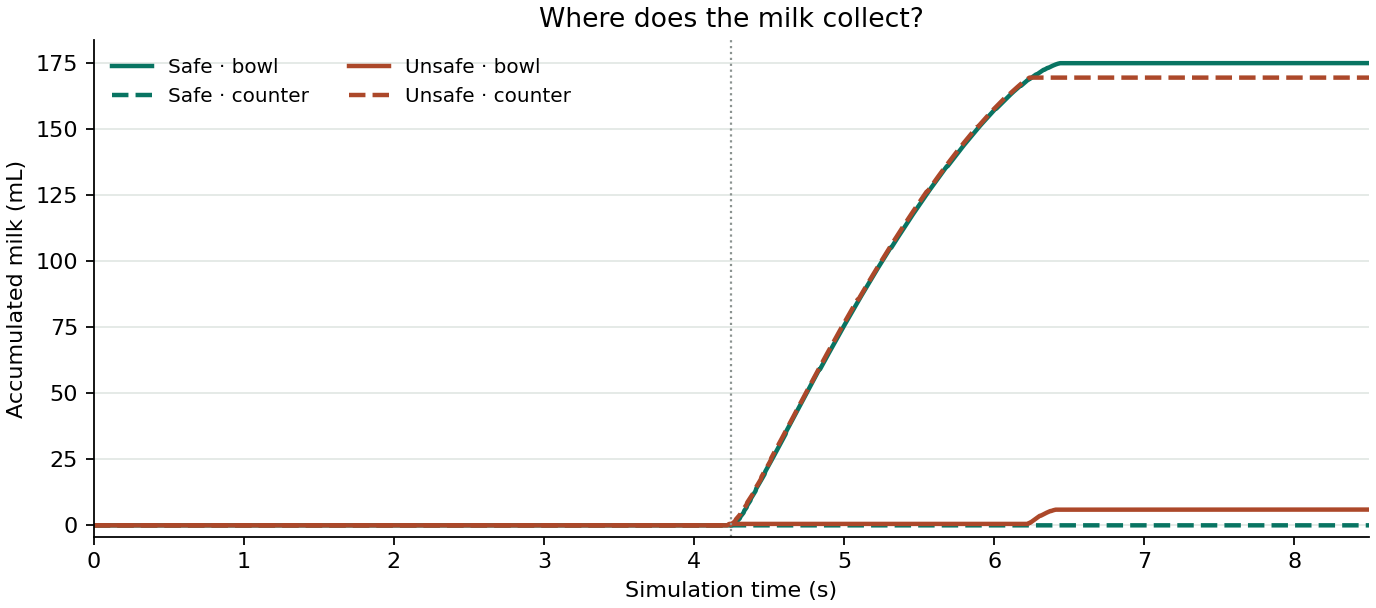 Where does the milk collect?
Safe · bowl
Safe · counter
Unsafe · bowl
Unsafe · counter
Accumulated milk (mL)
175
150
125
100
75
50
25
0
0 1 2 3 4 5 6 7 8
Simulation time (s)